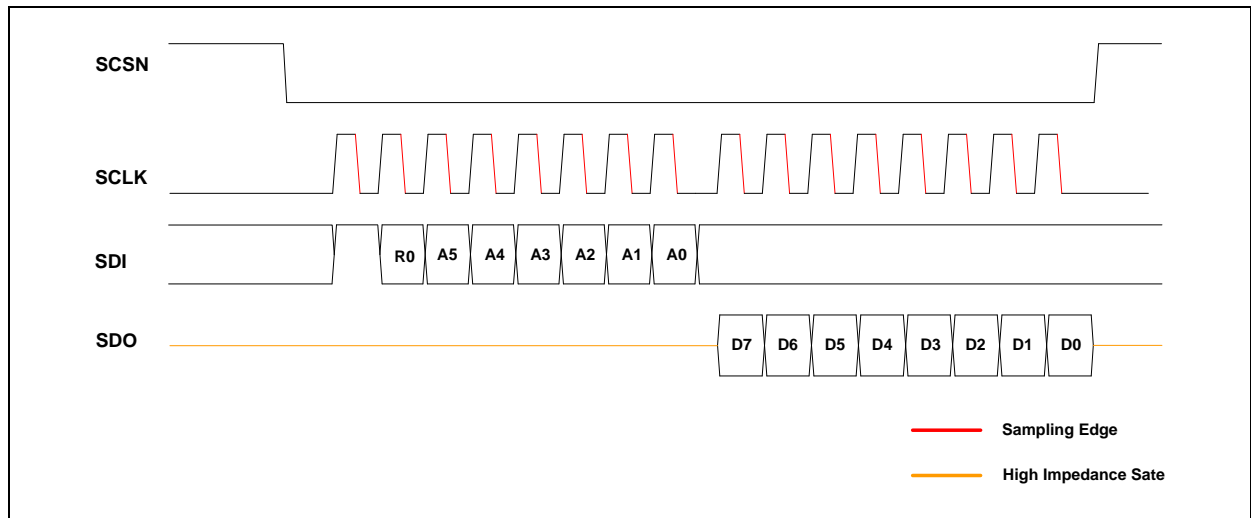 SCSN
SCLK
SDI
R0 A5 A4 A3 A2 A1 A0
SDO
D7 D6 D5 D4 D3 D2 D1 D0
Sampling Edge
High Impedance Sate